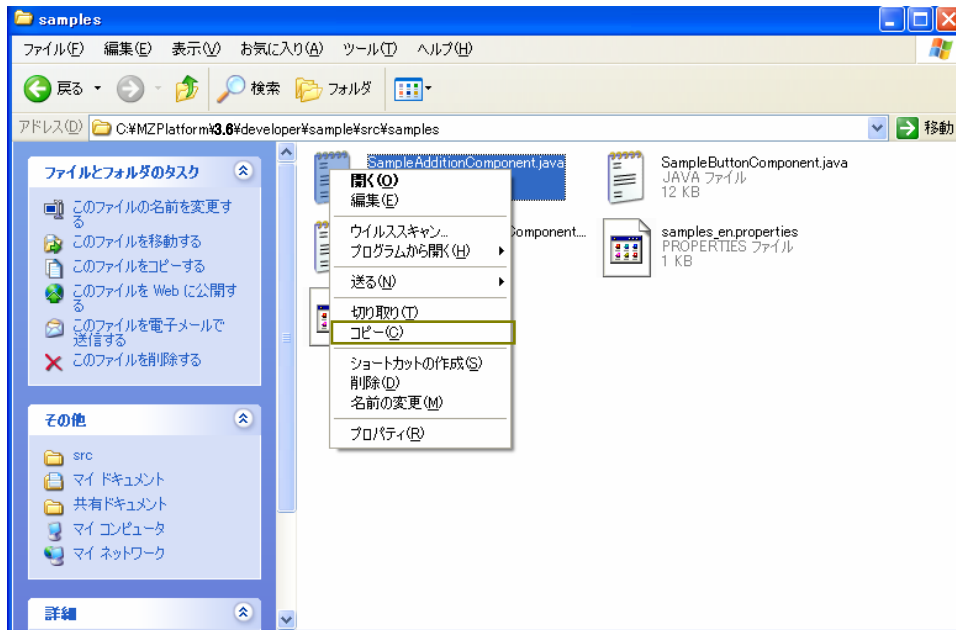 samples
ファイル(F) 編集(E) 表示(V) お気に入り(A) ツール(T) ヘルプ(H)
戻る 検索 フォルダ
アドレス(D) C:¥MZPlatform¥3.6¥developer¥sample¥src¥samples 移動
ファイルとフォルダのタスク
このファイルの名前を変更す
る
このファイルを移動する
このファイルをコピーする
このファイルを Web に公開す
る
このファイルを電子メールで
送信する
このファイルを削除する
その他
src
マイ ドキュメント
共有ドキュメント
マイ コンピュータ
マイ ネットワーク
詳細
SampleAdditionComponent.java
SampleButtonComponent.java
JAVA ファイル
12 KB
Component...
samples_en.properties
PROPERTIES ファイル
1 KB
開く(O)
編集(E)
ウイルススキャン...
プログラムから開く(H)
送る(N)
切り取り(T)
コピー(C)
ショートカットの作成(S)
削除(D)
名前の変更(M)
プロパティ(R)